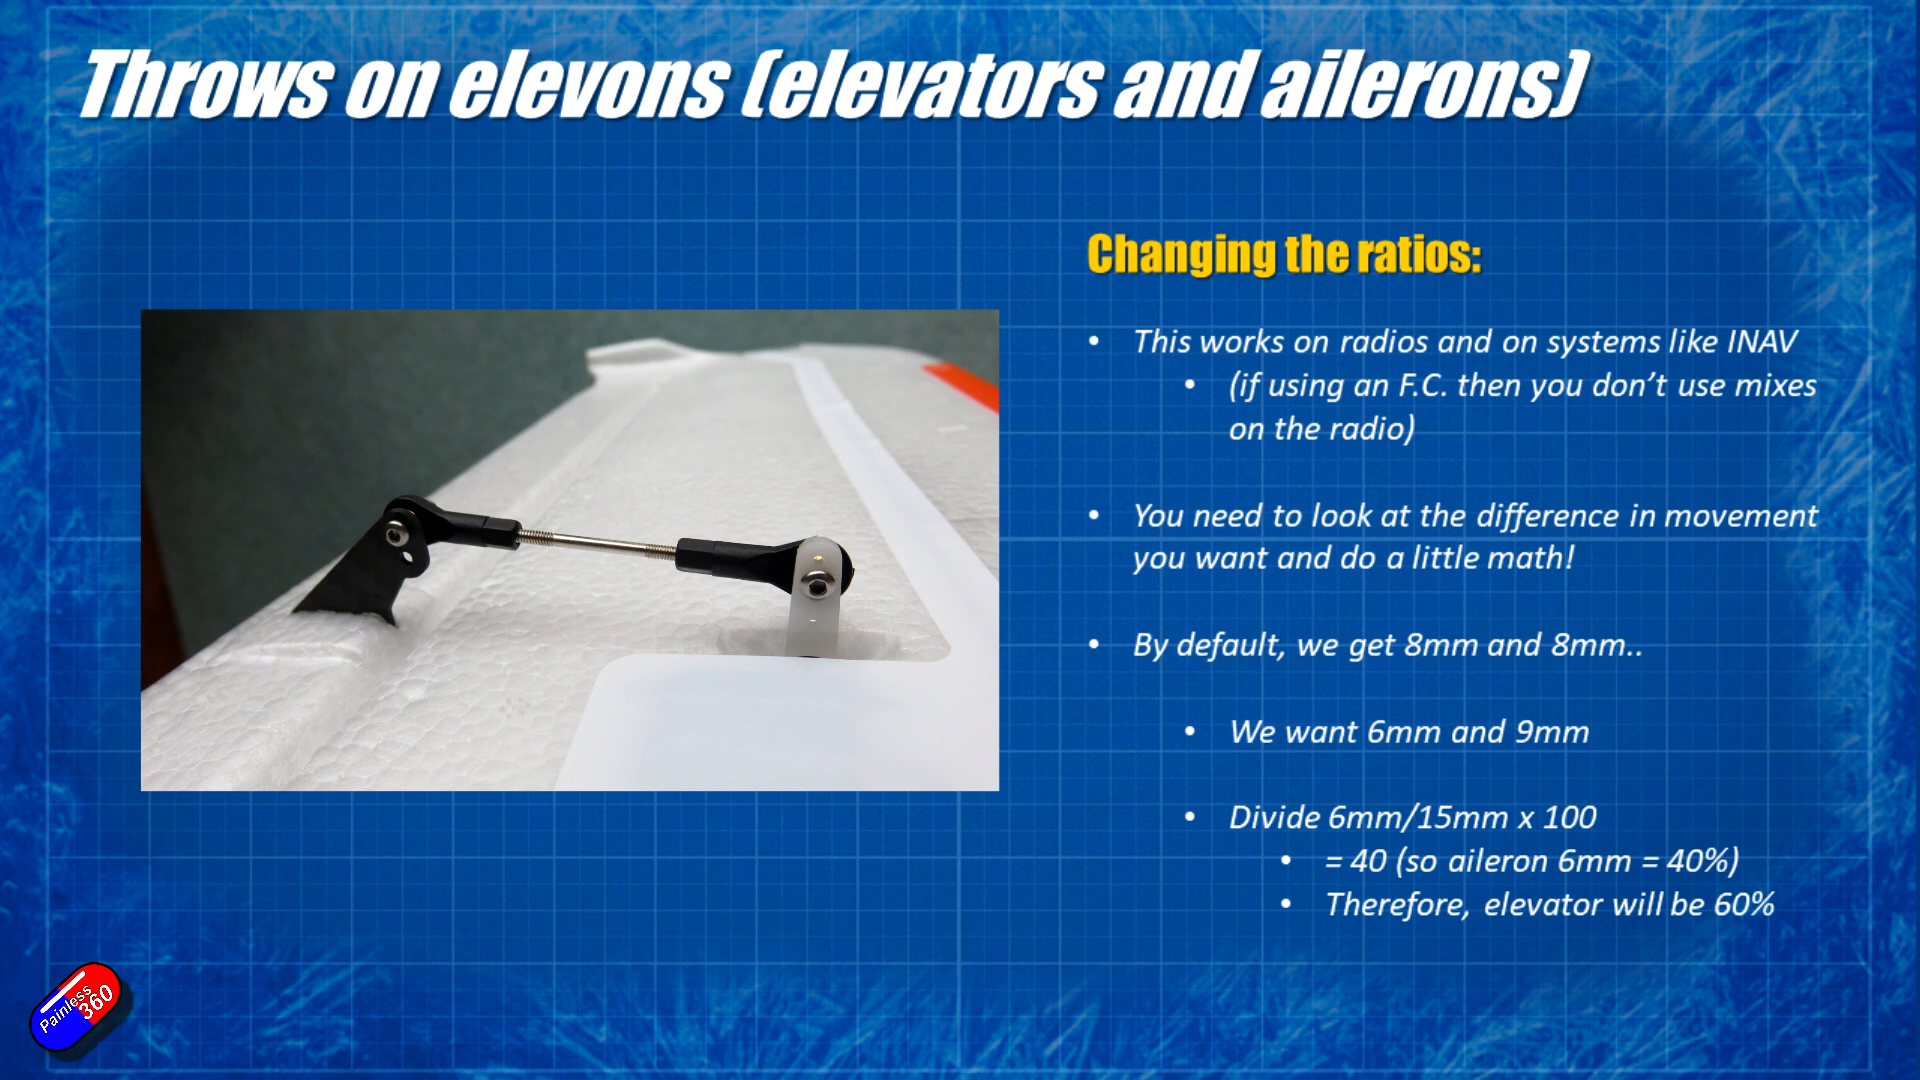 Throws on elevons (elevators and ailerons)
Changing the ratios:
• This works on radios and on systems like INAV
• (if using an F.C. then you don’t use mixes
on the radio)
• You need to look at the difference in movement
you want and do a little math!
• By default, we get 8mm and 8mm..
• We want 6mm and 9mm
• Divide 6mm/15mm x 100
• = 40 (so aileron 6mm = 40%)
• Therefore, elevator will be 60%
Painless
360